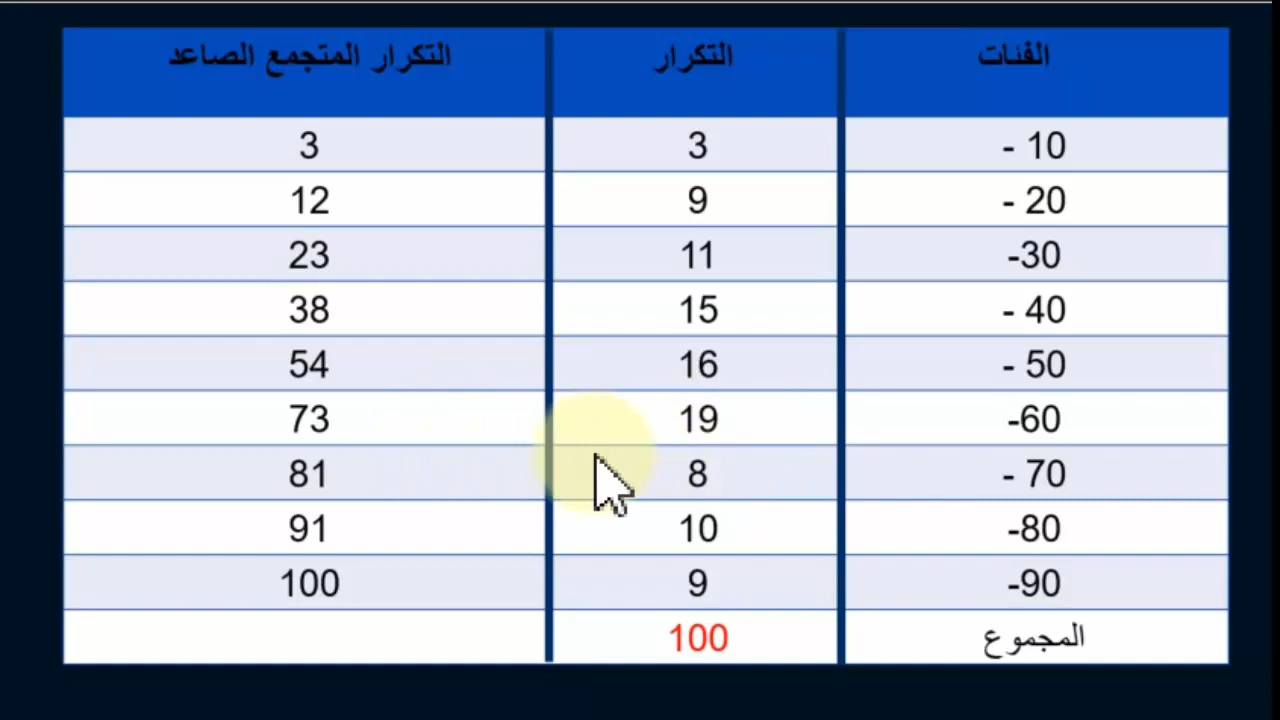 الفئات التكرار التكرار المتجمع الصاعد
10 - 3 3
20 - 9 12
30- 11 23
40 - 15 38
50 - 16 54
60- 19 73
70 - 8 81
80- 10 91
90- 9 100
المجموع 100